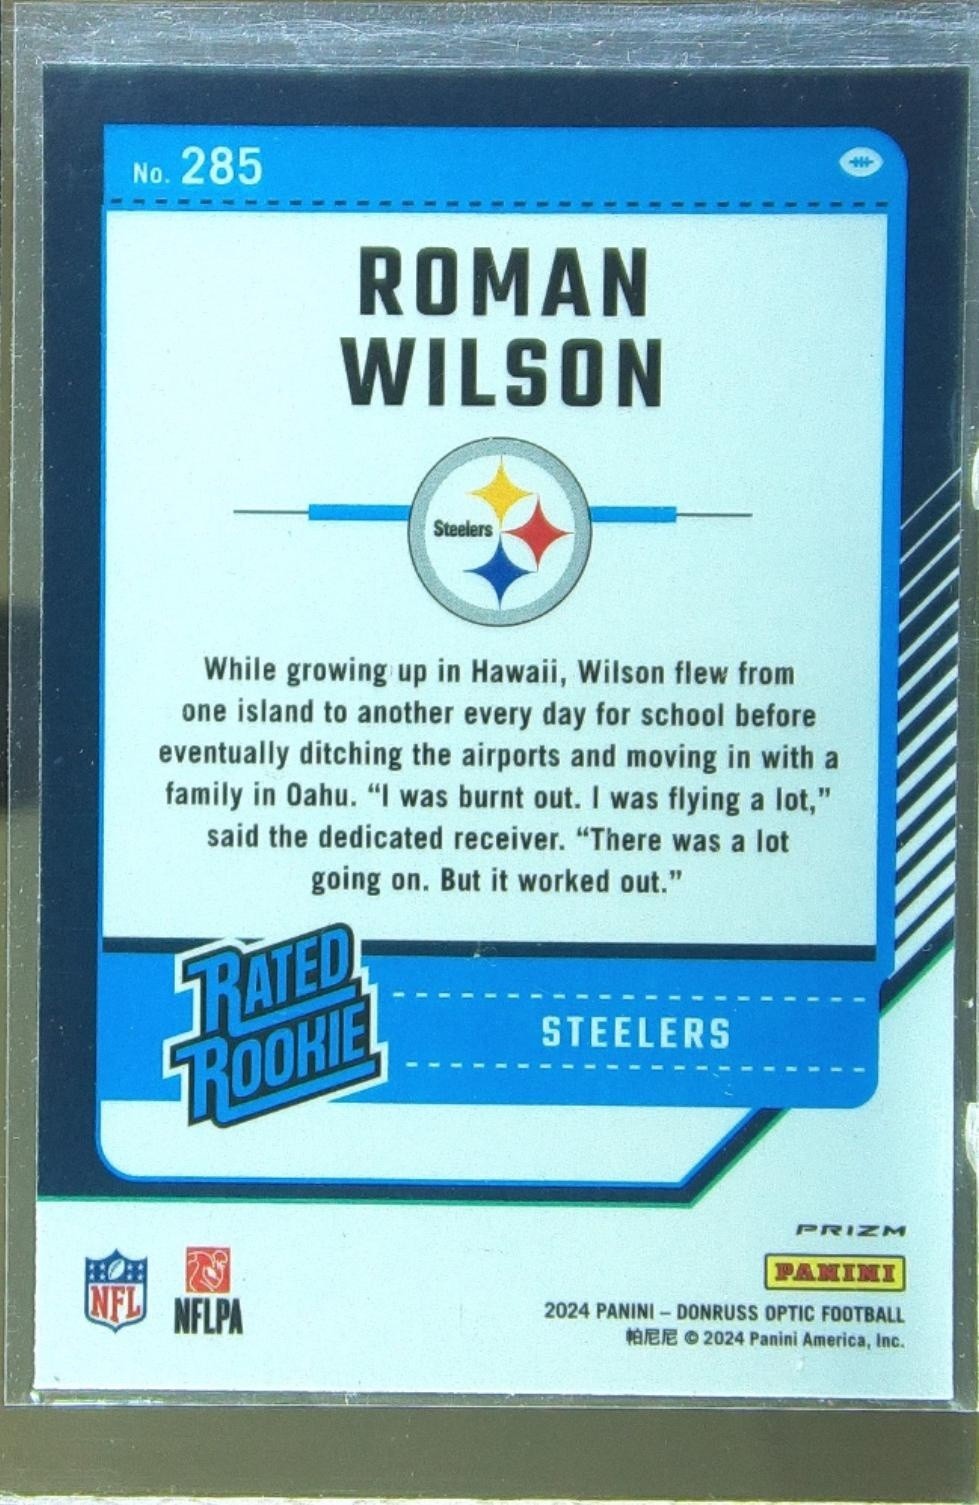 No. 285
ROMAN
WILSON
Steelers
While growing up in Hawaii, Wilson flew from
one island to another every day for school before
eventually ditching the airports and moving in with a
family in Oahu. “I was burnt out. I was flying a lot,”
said the dedicated receiver. “There was a lot
going on. But it worked out.”
RATED
ROOKIE
STEELERS
PRIZM
PANINI
NFL
NFLPA
2024 PANINI – DONRUSS OPTIC FOOTBALL
帕尼尼 © 2024 Panini America, Inc.